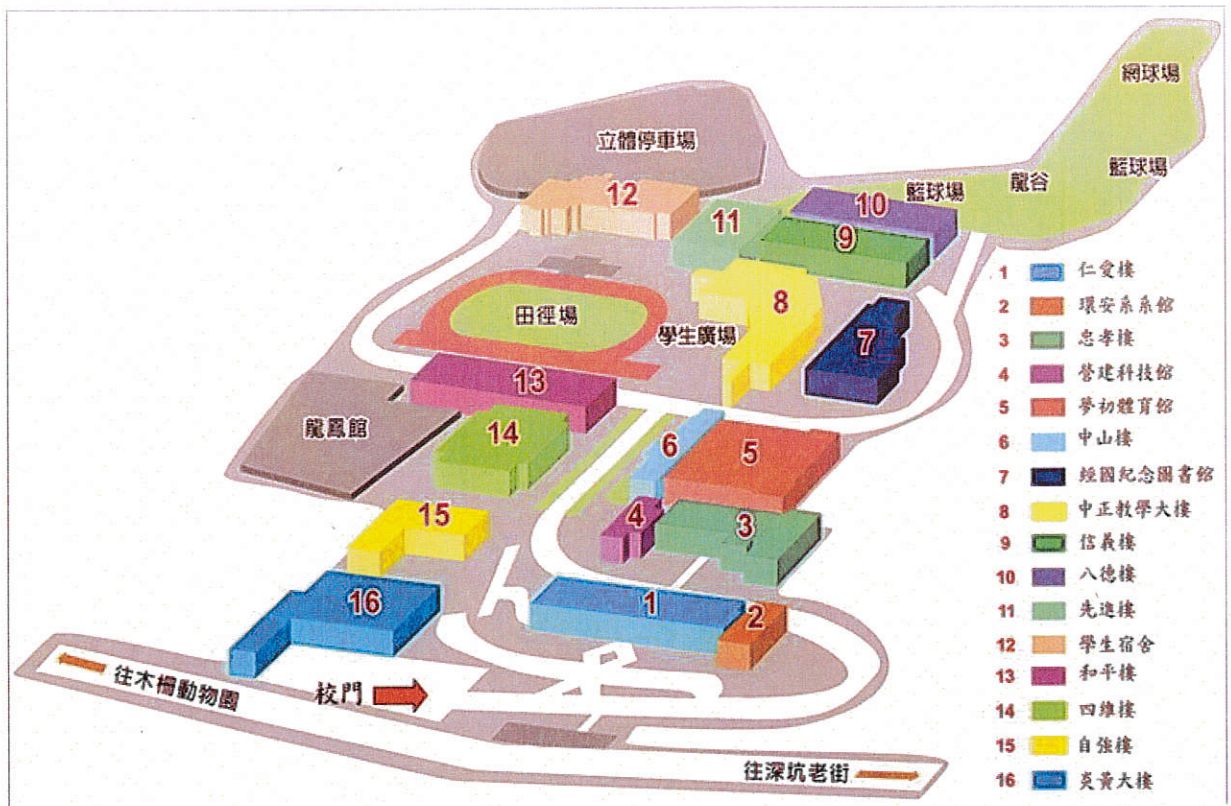 網球場
立體停車場
籃球場
12
籃球場
龍谷
10
11
9
8
田徑場
學生廣場
7
13
龍鳳館
14
6
5
15
4
3
16
1
2
往木柵動物園
校門
往深坑老街
1 仁愛樓
2 環安系系館
3 忠孝樓
4 營建科技館
5 夢初體育館
6 中山樓
7 經國紀念圖書館
8 中正教學大樓
9 信義樓
10 八德樓
11 先進樓
12 學生宿舍
13 和平樓
14 四維樓
15 自強樓
16 炎黃大樓